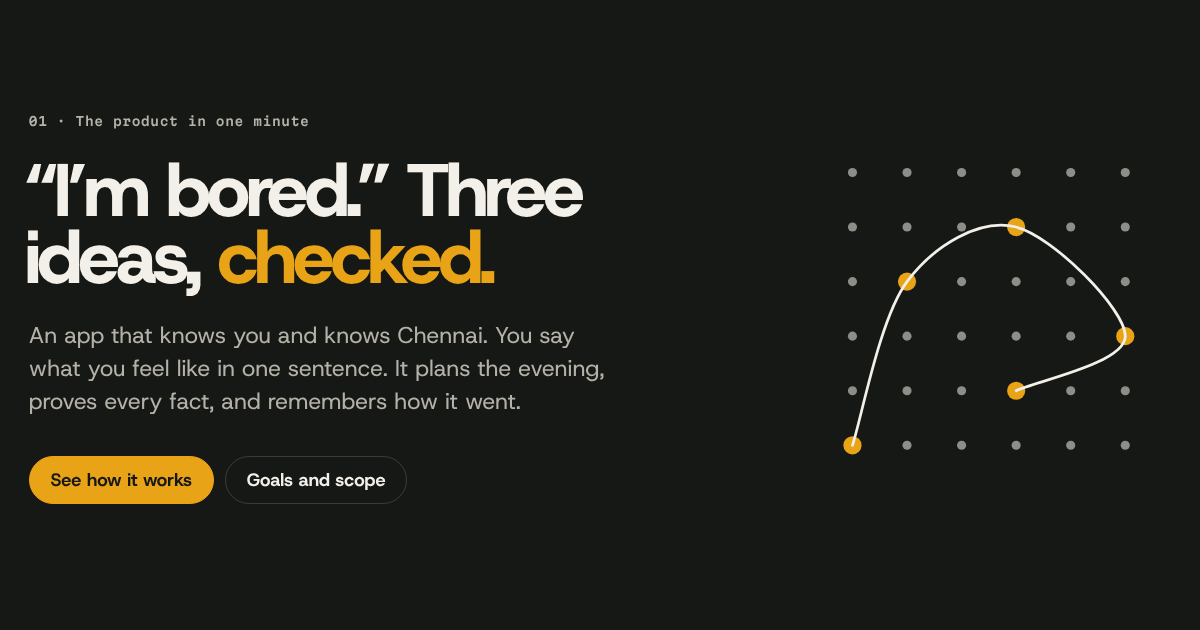 01 · The product in one minute
“I’m bored.” Three
ideas, checked.
An app that knows you and knows Chennai. You say
what you feel like in one sentence. It plans the evening,
proves every fact, and remembers how it went.
See how it works
Goals and scope